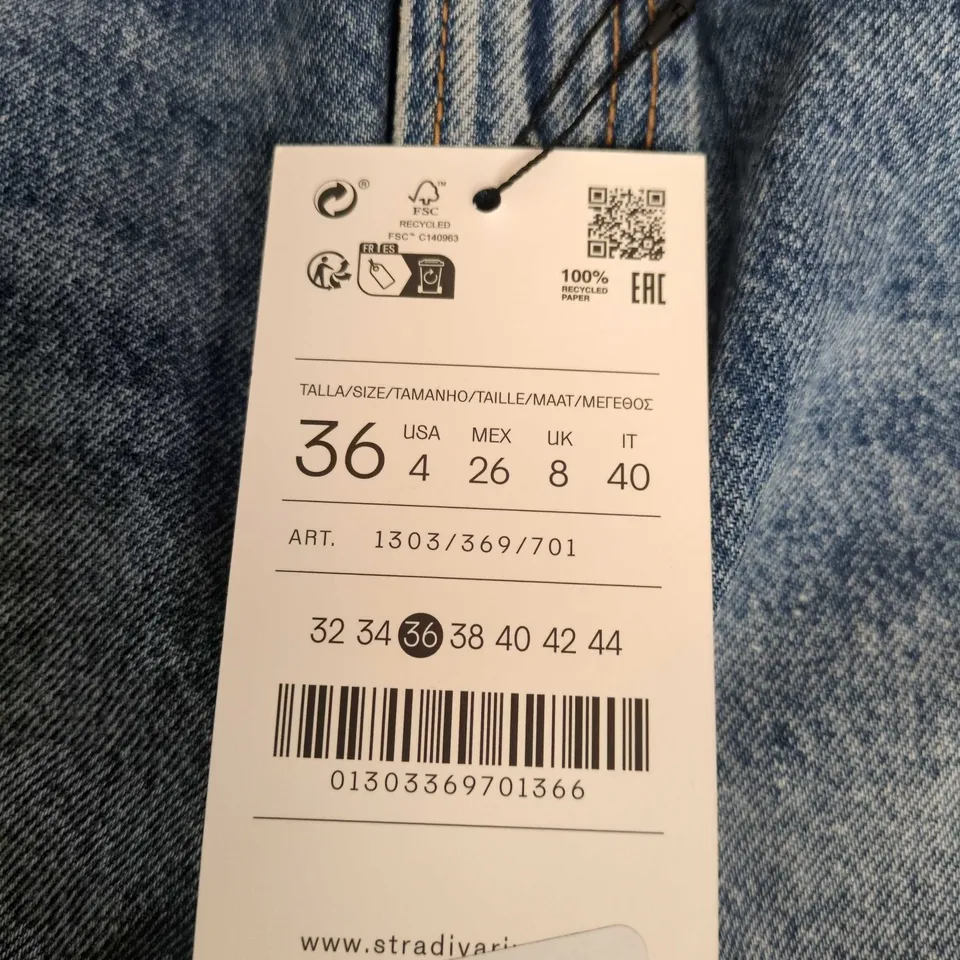 ®
™
FSC
RECYCLED
FSC™ C140963
FR ES
100%
RECYCLED
PAPER
EAC
TALLA/SIZE/TAMANHO/TAILLE/MAAT/ΜΕΓΕΘΟΣ
36
USA MEX UK IT
4 26 8 40
ART. 1303/369/701
32 34 36 38 40 42 44
01303369701366
www.stradivari